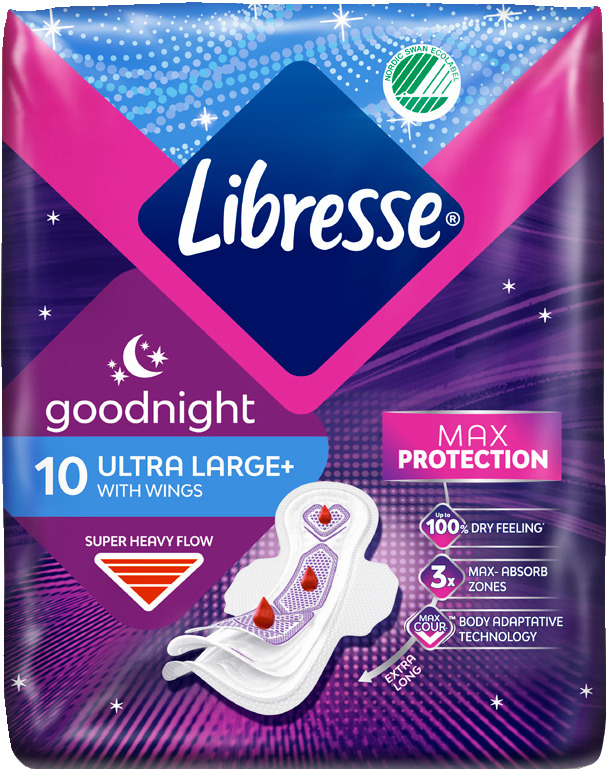 NORDIC SWAN ECOLABEL
Libresse®
goodnight
10 ULTRA LARGE+
WITH WINGS
SUPER HEAVY FLOW
MAX
PROTECTION
Up to
100% DRY FEELING*
3x MAX- ABSORB
ZONES
MAX
COUR™ BODY ADAPTATIVE
TECHNOLOGY
EXTRA
LONG